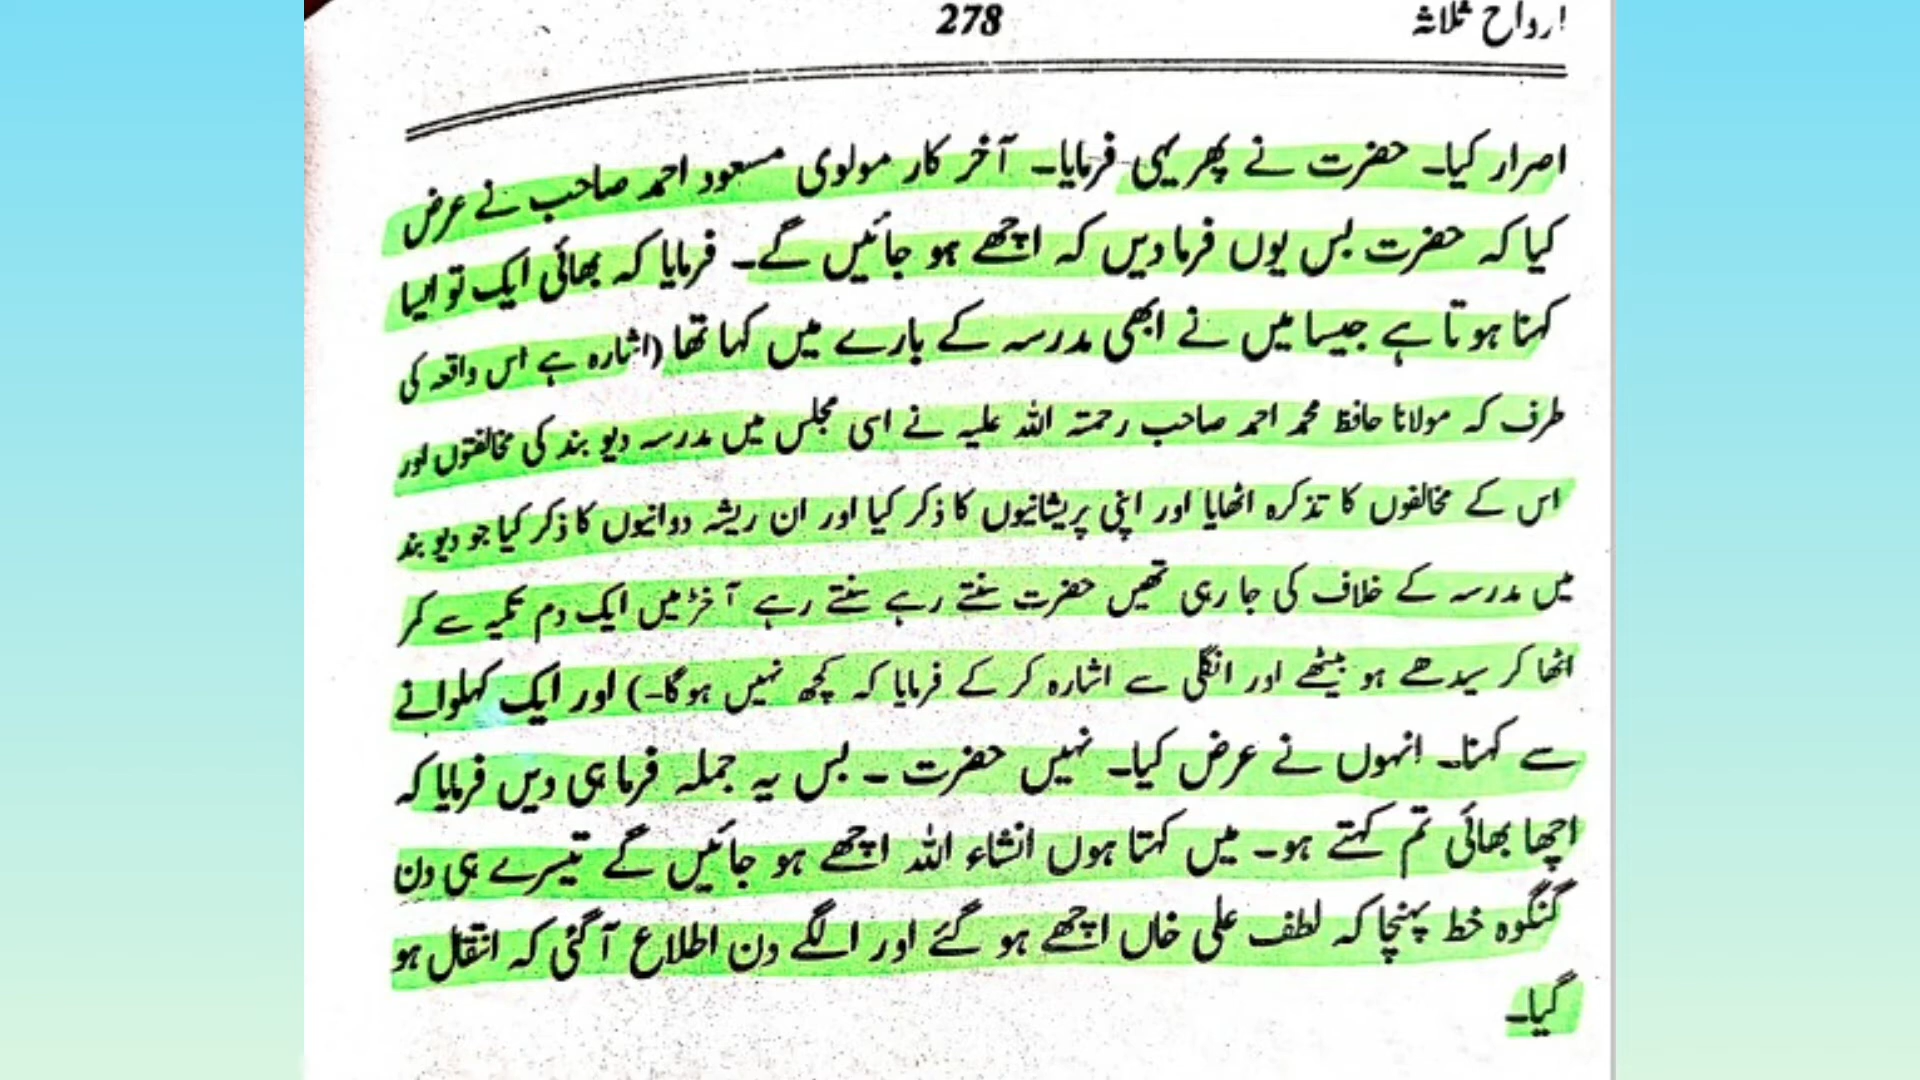 ارواح ثلاثہ
278
اصرار کیا۔ حضرت نے پھر یہی فرمایا۔ آخر کار مولوی مسعود احمد صاحب نے عرض
کیا کہ حضرت بس یوں فرما دیں کہ اچھے ہو جائیں گے۔ فرمایا کہ بھائی ایک تو ایسا
کہنا ہوتا ہے جیسا میں نے ابھی مدرسہ کے بارے میں کہا تھا (اشارہ ہے اس واقعہ کی
طرف کہ مولانا حافظ محمد احمد صاحب رحمتہ اللہ علیہ نے اسی مجلس میں مدرسہ دیو بند کی مخالفتوں اور
اس کے مخالفوں کا تذکرہ اٹھایا اور اپنی پریشانیوں کا ذکر کیا اور ان ریشہ دوانیوں کا ذکر کیا جو دیو بند
میں مدرسہ کے خلاف کی جا رہی تھیں حضرت سنتے رہے سنتے رہے آخر میں ایک دم تکیہ سے کمر
اٹھا کر سیدھے ہو بیٹھے اور انگلی سے اشارہ کر کے فرمایا کہ کچھ نہیں ہو گا۔) اور ایک کہلوانے
سے کہنا۔ انہوں نے عرض کیا۔ نہیں حضرت ۔ بس یہ جملہ فرما ہی دیں فرمایا کہ
اچھا بھائی تم کہتے ہو۔ میں کہتا ہوں انشاء اللہ اچھے ہو جائیں گے تیسرے ہی دن
گنگوہ خط پہنچا کہ لطف علی خاں اچھے ہو گئے اور اگلے دن اطلاع آ گئی کہ انتقال ہو
گیا۔